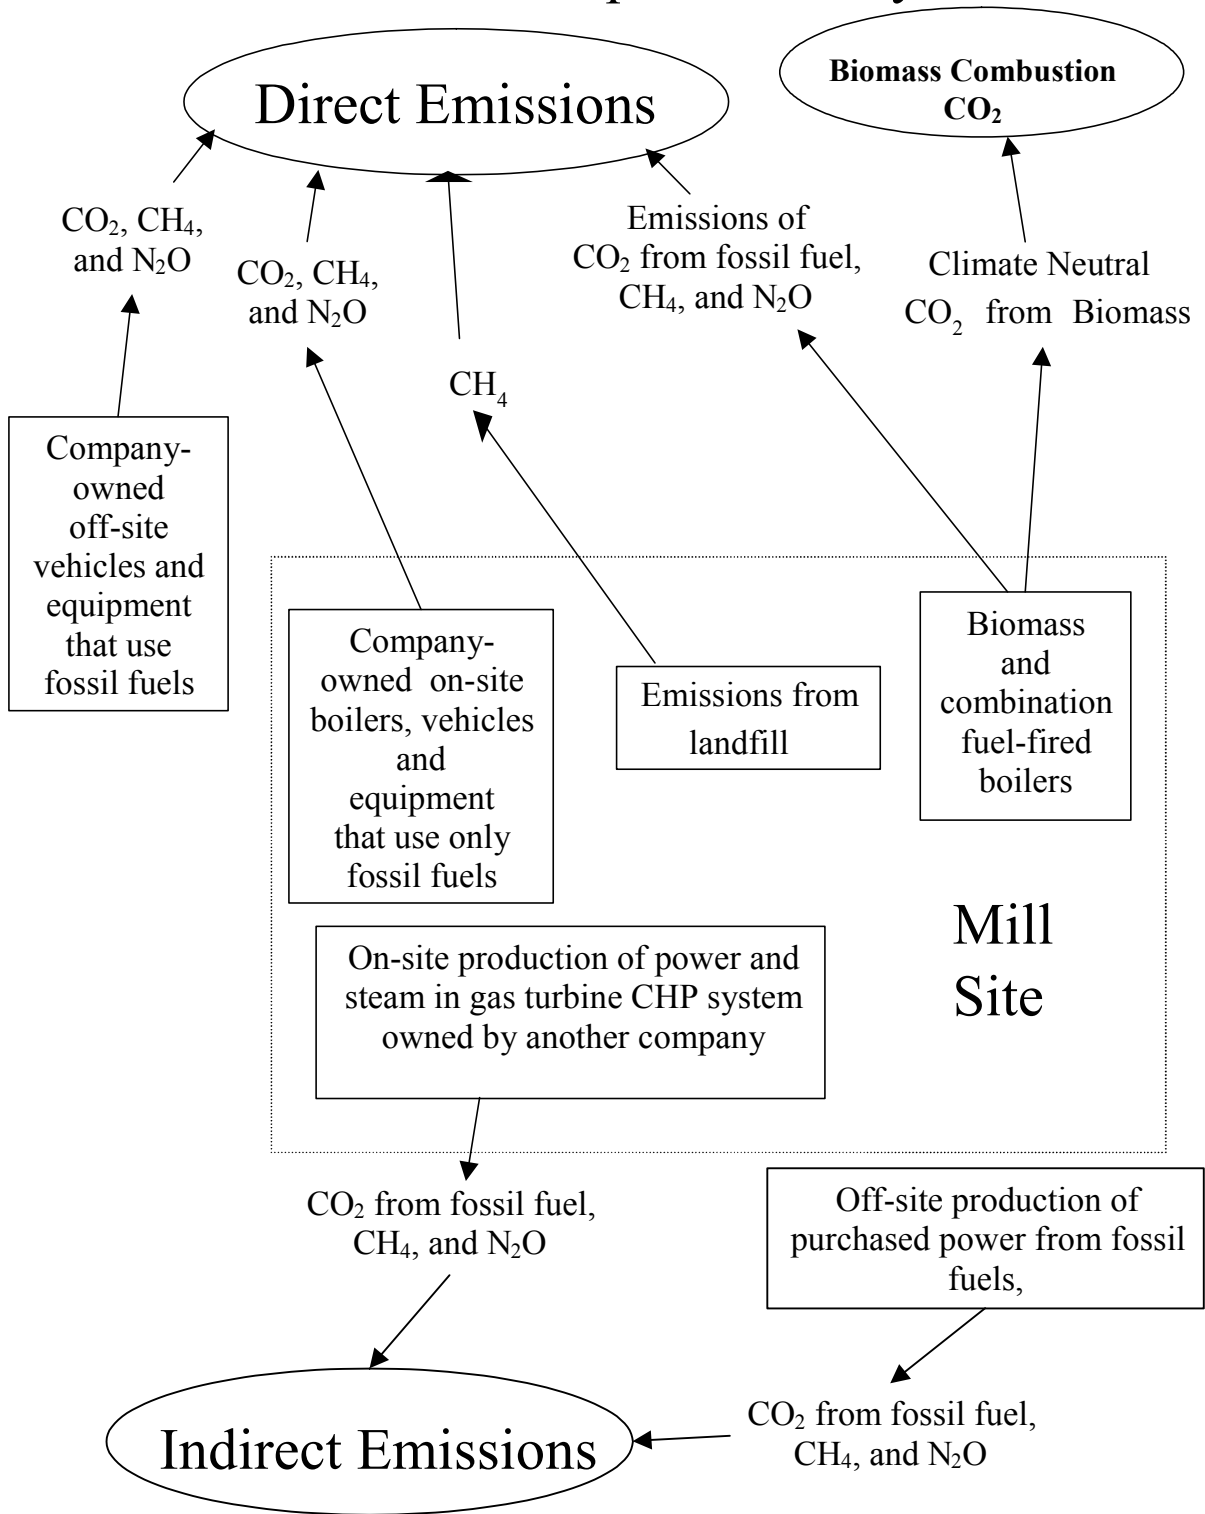 Direct Emissions
Biomass Combustion
CO₂
CO₂, CH₄,
and N₂O
CO₂, CH₄,
and N₂O
CH₄
Emissions of
CO₂ from fossil fuel,
CH₄, and N₂O
Climate Neutral
CO₂ from Biomass
Company-
owned
off-site
vehicles and
equipment
that use
fossil fuels
Company-
owned on-site
boilers, vehicles
and
equipment
that use only
fossil fuels
Emissions from
landfill
Biomass
and
combination
fuel-fired
boilers
Mill
Site
On-site production of power and
steam in gas turbine CHP system
owned by another company
CO₂ from fossil fuel,
CH₄, and N₂O
Off-site production of
purchased power from fossil
fuels,
CO₂ from fossil fuel,
CH₄, and N₂O
Indirect Emissions